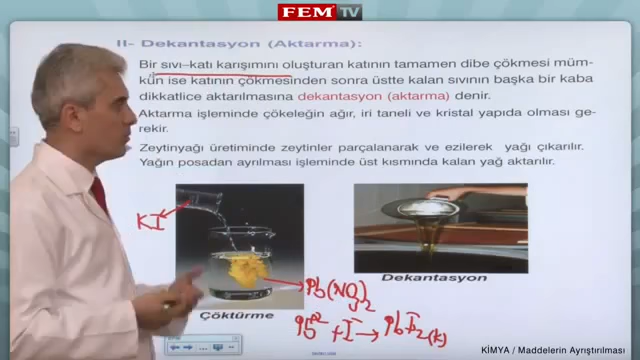 FEM TV
II- Dekantasyon (Aktarma):
Bir sıvı–katı karışımını oluşturan katının tamamen dibe çökmesi müm-
kün ise katının çökmesinden sonra üstte kalan sıvının başka bir kaba
dikkatlice aktarılmasına dekantasyon (aktarma) denir.
Aktarma işleminde çökeleğin ağır, iri taneli ve kristal yapıda olması ge-
rekir.
Zeytinyağı üretiminde zeytinler parçalanarak ve ezilerek yağı çıkarılır.
Yağın posadan ayrılması işleminde üst kısmında kalan yağ aktarılır.
KI
Pb(NO3)2
Dekantasyon
Çöktürme
Pb+2 + I- → PbI2(k)
KİMYA / Maddelerin Ayrıştırılması